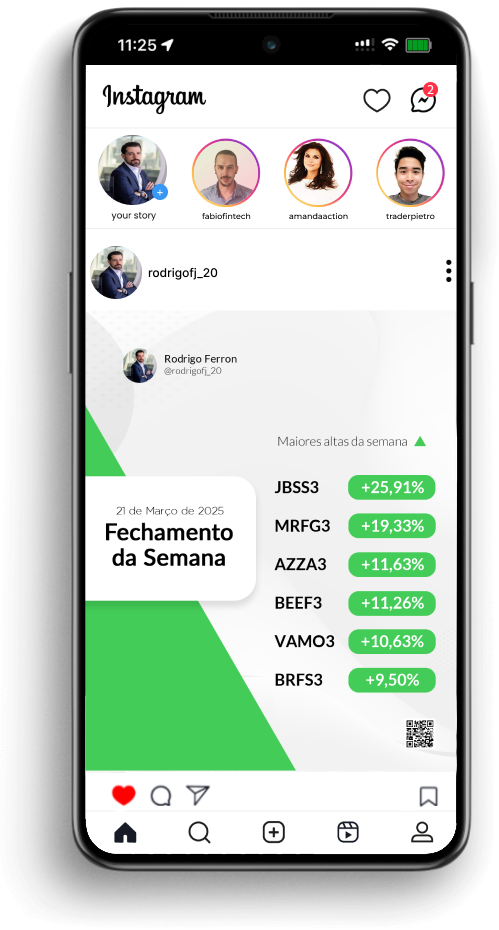 11:25
Instagram
2
your story
fabiofintech
amandaaction
traderpietro
rodrigofj_20
Rodrigo Ferron
@rodrigofj_20
Maiores altas da semana
21 de Março de 2025
Fechamento
da Semana
JBSS3 +25,91%
MRFG3 +19,33%
AZZA3 +11,63%
BEEF3 +11,26%
VAMO3 +10,63%
BRFS3 +9,50%